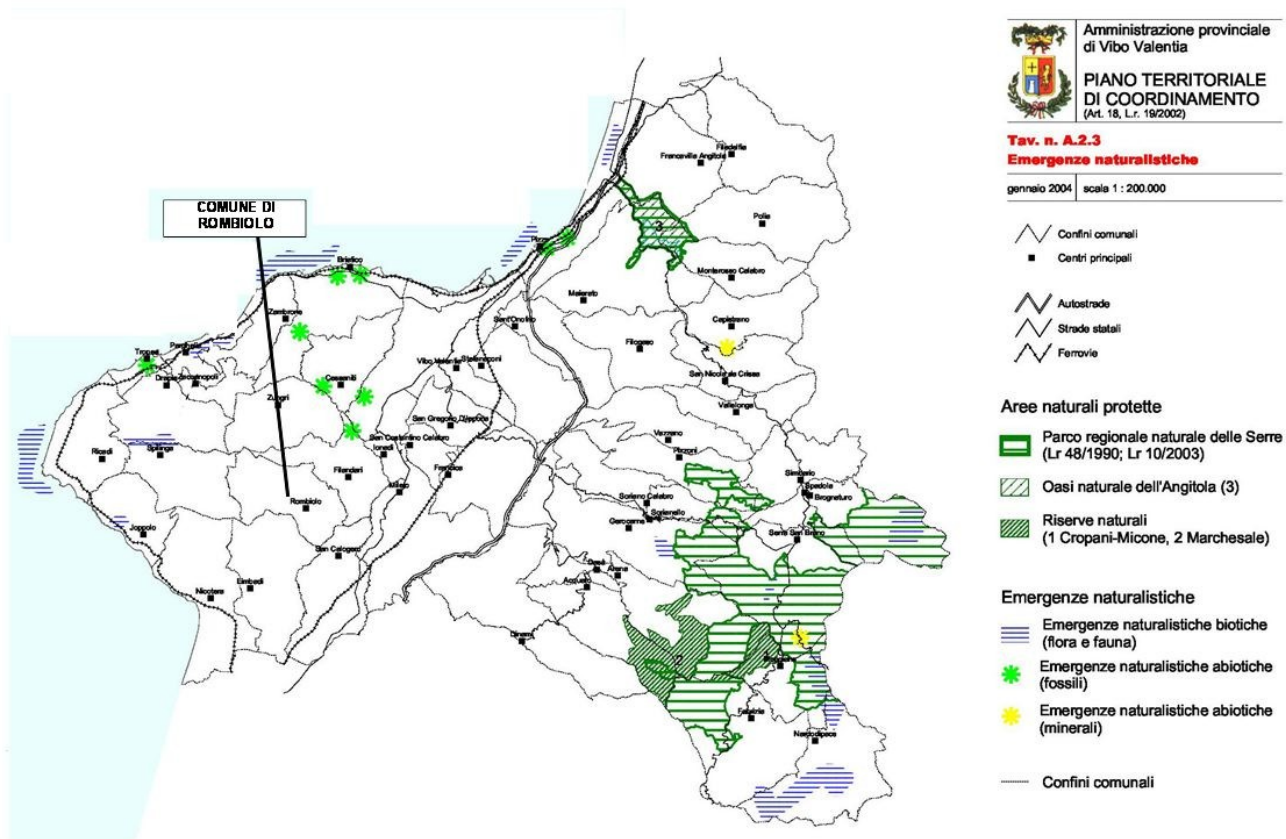 Amministrazione provinciale
di Vibo Valentia
PIANO TERRITORIALE
DI COORDINAMENTO
(Art. 18, L.r. 19/2002)
Tav. n. A.2.3
Emergenze naturalistiche
gennaio 2004 scala 1 : 200.000
Confini comunali
Centri principali
Autostrade
Strade statali
Ferrovie
Aree naturali protette
Parco regionale naturale delle Serre
(Lr 48/1990; Lr 10/2003)
Oasi naturale dell'Angitola (3)
Riserve naturali
(1 Cropani-Micone, 2 Marchesale)
Emergenze naturalistiche
Emergenze naturalistiche biotiche
(flora e fauna)
Emergenze naturalistiche abiotiche
(fossili)
Emergenze naturalistiche abiotiche
(minerali)
Confini comunali
COMUNE DI
ROMBIOLO
Filadelfia
Francavilla Angitola
Polia
3
Pizzo
Monterosso Calabro
Briatico
Maierato
Zambrone
Sant'Onofrio
Capistrano
Filogaso
Tropea
Parghelia
Vibo Valentia
Stefanaconi
San Nicola da Crissa
Drapia
Zaccanopoli
Cessaniti
Zungri
Vallelonga
San Gregorio D'Ippona
San Costantino Calabro
Vazzano
Ionadi
Pizzoni
Ricadi
Spilinga
Filandari
Francica
Simbario
Mileto
Spadola
Brognaturo
Rombiolo
Soriano Calabro
Sorianello
Gerocarne
Joppolo
Serra San Bruno
San Calogero
Dasà
Arena
Acquaro
Limbadi
Nicotera
Dinami
2
Fabrizia
Nardodipace